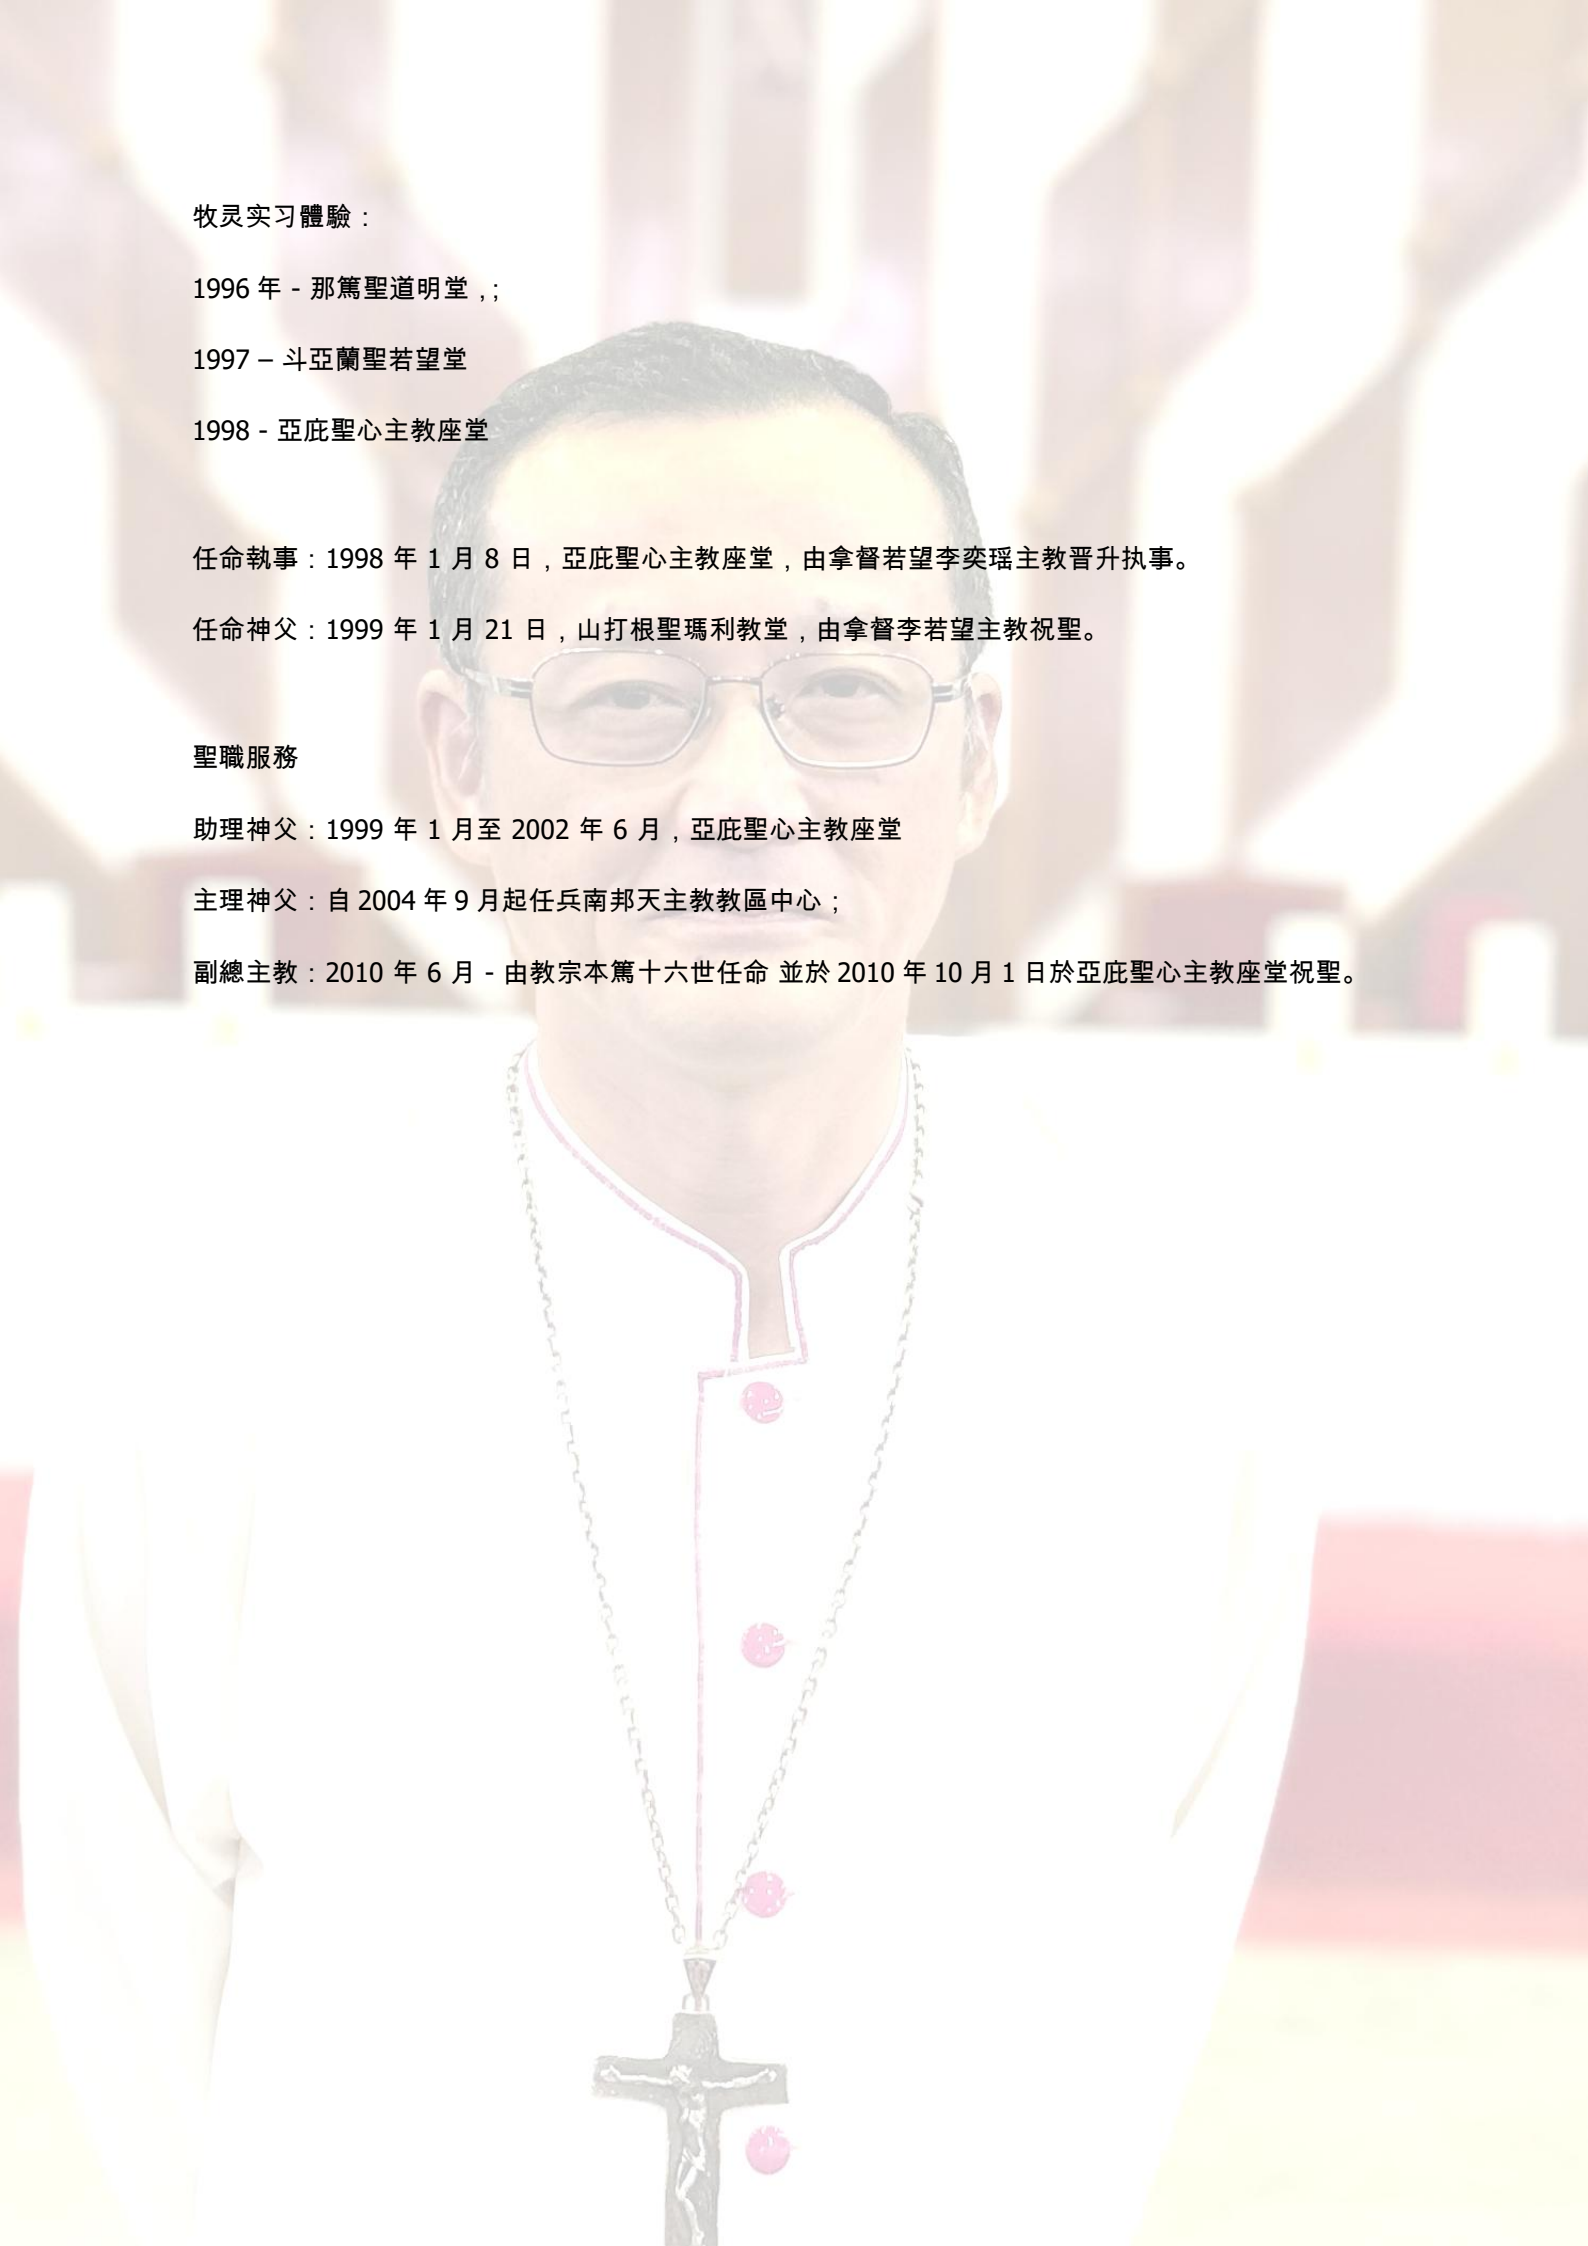 牧灵实习體驗：
1996 年 - 那篤聖道明堂，;
1997 – 斗亞蘭聖若望堂
1998 - 亞庇聖心主教座堂
任命執事：1998 年 1 月 8 日，亞庇聖心主教座堂，由拿督若望李奕瑶主教晋升执事。
任命神父：1999 年 1 月 21 日，山打根聖瑪利教堂，由拿督李若望主教祝聖。
聖職服務
助理神父：1999 年 1 月至 2002 年 6 月，亞庇聖心主教座堂
主理神父：自 2004 年 9 月起任兵南邦天主教教區中心；
副總主教：2010 年 6 月 - 由教宗本篤十六世任命 並於 2010 年 10 月 1 日於亞庇聖心主教座堂祝聖。